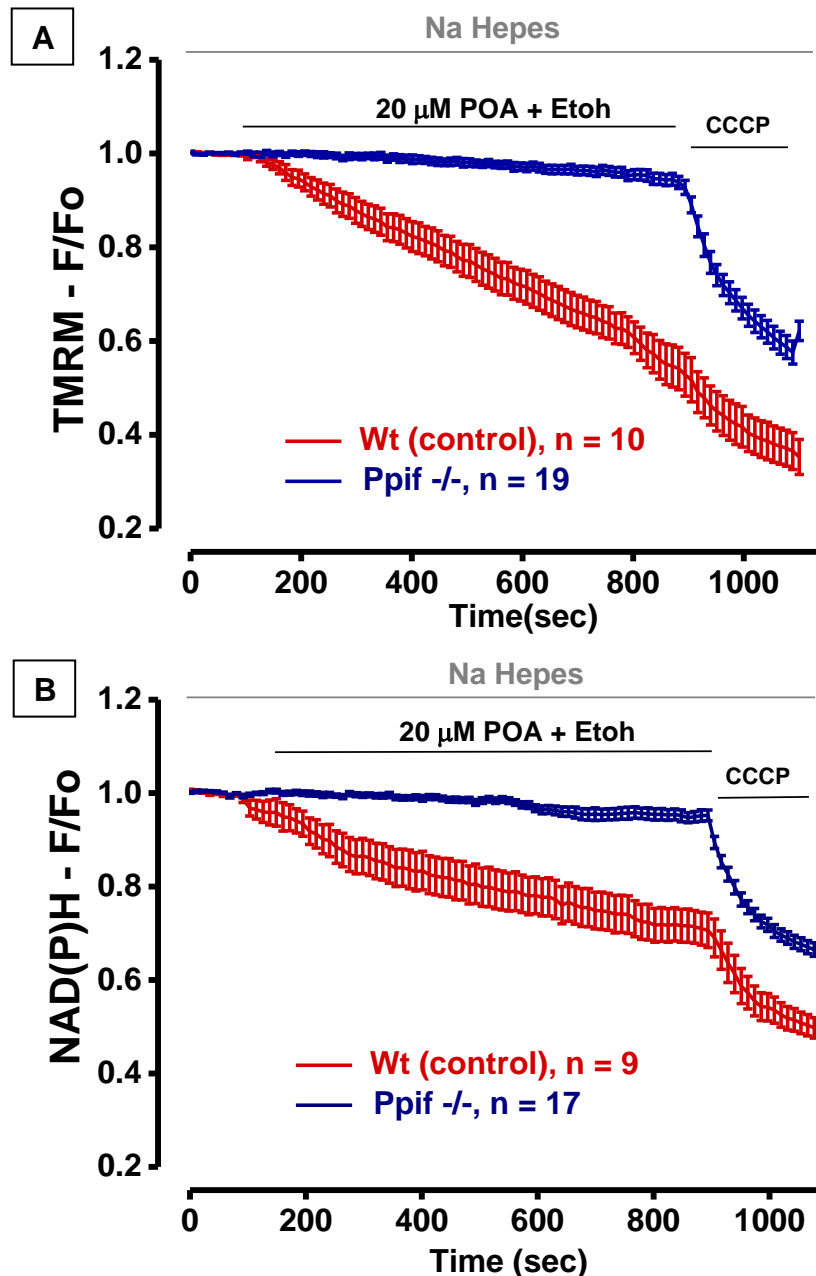 A
Na Hepes
1.2
20 μM POA + Etoh
CCCP
1.0
0.8
TMRM - F/Fo
0.6
Wt (control), n = 10
0.4
Ppif -/-, n = 19
0.2
0 200 400 600 800 1000
Time(sec)
B
Na Hepes
1.2
20 μM POA + Etoh
CCCP
1.0
0.8
NAD(P)H - F/Fo
0.6
Wt (control), n = 9
0.4
Ppif -/-, n = 17
0.2
0 200 400 600 800 1000
Time (sec)